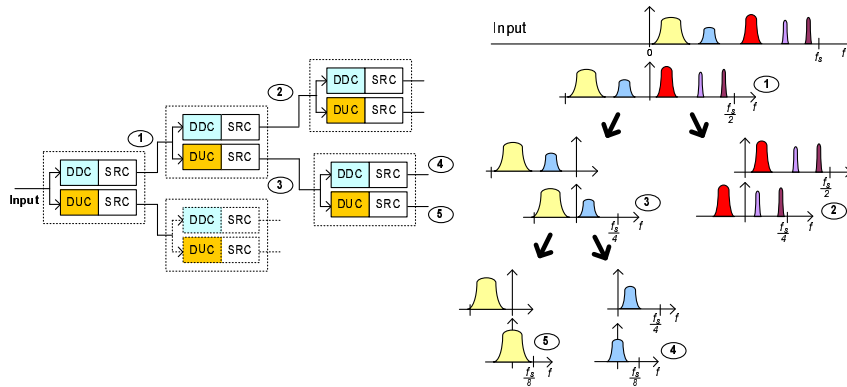 Input
0
fs
f
1
fs/2
f
2
DDC SRC
DUC SRC
1
DDC SRC
DUC SRC
4
DDC SRC
DUC SRC
Input
DDC SRC
DUC SRC
3
5
DDC SRC
DUC SRC
fs/2
f
3
fs/4
f
fs/4
f
2
fs/4
f
5
fs/8
f
4
fs/8
f